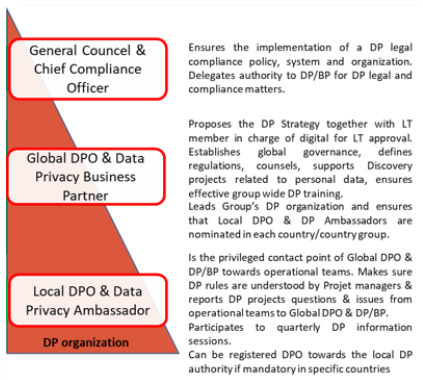 General Councel &
Chief Compliance
Officer
Ensures the implementation of a DP legal
compliance policy, system and organization.
Delegates authority to DP/BP for DP legal and
compliance matters.
Global DPO & Data
Privacy Business
Partner
Proposes the DP Strategy together with LT
member in charge of digital for LT approval.
Establishes global governance, defines
regulations, counsels, supports Discovery
projects related to personal data, ensures
effective group wide DP training.
Leads Group's DP organization and ensures
that Local DPO & DP Ambassadors are
nominated in each country/country group.
Local DPO & Data
Privacy Ambassador
Is the privileged contact point of Global DPO &
DP/BP towards operational teams. Makes sure
DP rules are understood by Projet managers &
reports DP projects questions & issues from
operational teams to Global DPO & DP/BP.
Participates to quarterly DP information
sessions.
Can be registered DPO towards the local DP
authority if mandatory in specific countries
DP organization